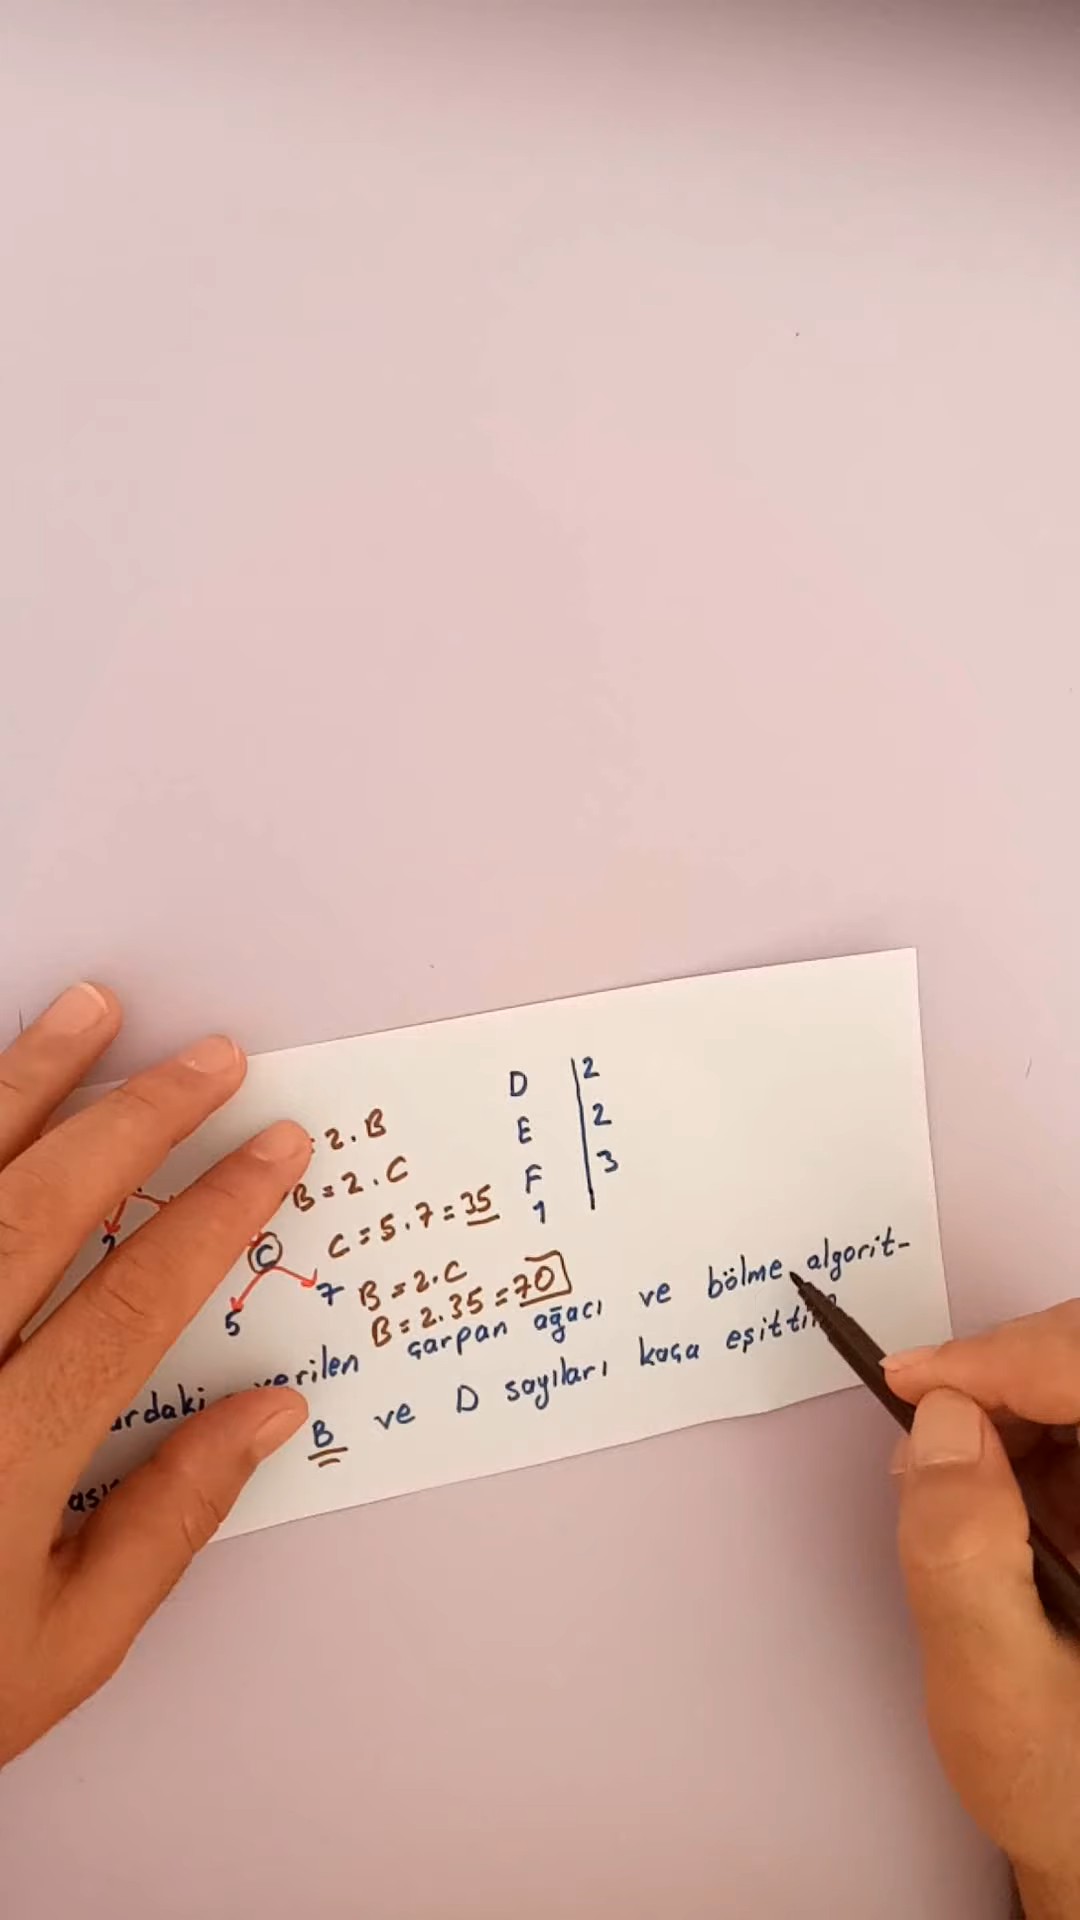 = 2.B
B = 2.C
C = 5.7 = 35
B = 2.C
B = 2.35 = 70
C
5 7
D | 2
E | 2
F | 3
1
verilen çarpan ağacı ve bölme algorit-
B ve D sayıları kaça eşittir